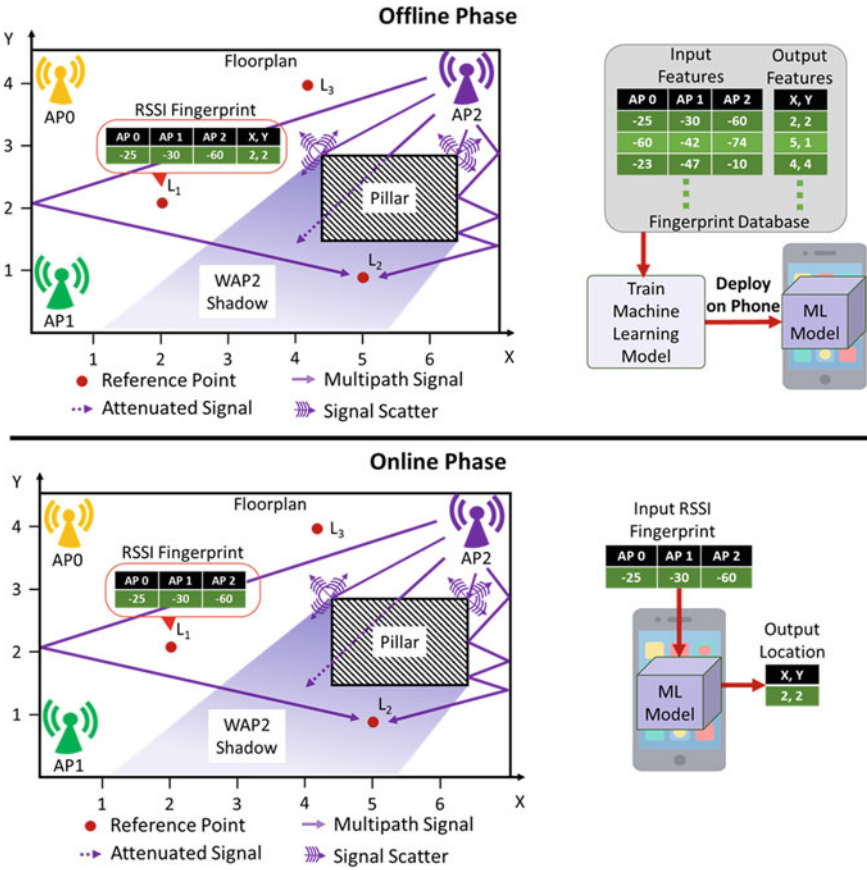 Offline Phase
Y
4
3
2
1
AP0
Floorplan
L3
AP2
RSSI Fingerprint
AP 0 AP 1 AP 2 X, Y
-25 -30 -60 2, 2
L1
Pillar
L2
WAP2
Shadow
AP1
1 2 3 4 5 6 X
Reference Point
Multipath Signal
Attenuated Signal
Signal Scatter
Input
Features
Output
Features
AP 0 AP 1 AP 2 X, Y
-25 -30 -60 2, 2
-60 -42 -74 5, 1
-23 -47 -10 4, 4
Fingerprint Database
Train
Machine
Learning
Model
Deploy
on Phone
ML
Model
Online Phase
Y
4
3
2
1
AP0
Floorplan
L3
AP2
RSSI Fingerprint
AP 0 AP 1 AP 2
-25 -30 -60
L1
Pillar
L2
WAP2
Shadow
AP1
1 2 3 4 5 6 X
Reference Point
Multipath Signal
Attenuated Signal
Signal Scatter
Input RSSI
Fingerprint
AP 0 AP 1 AP 2
-25 -30 -60
ML
Model
Output
Location
X, Y
2, 2